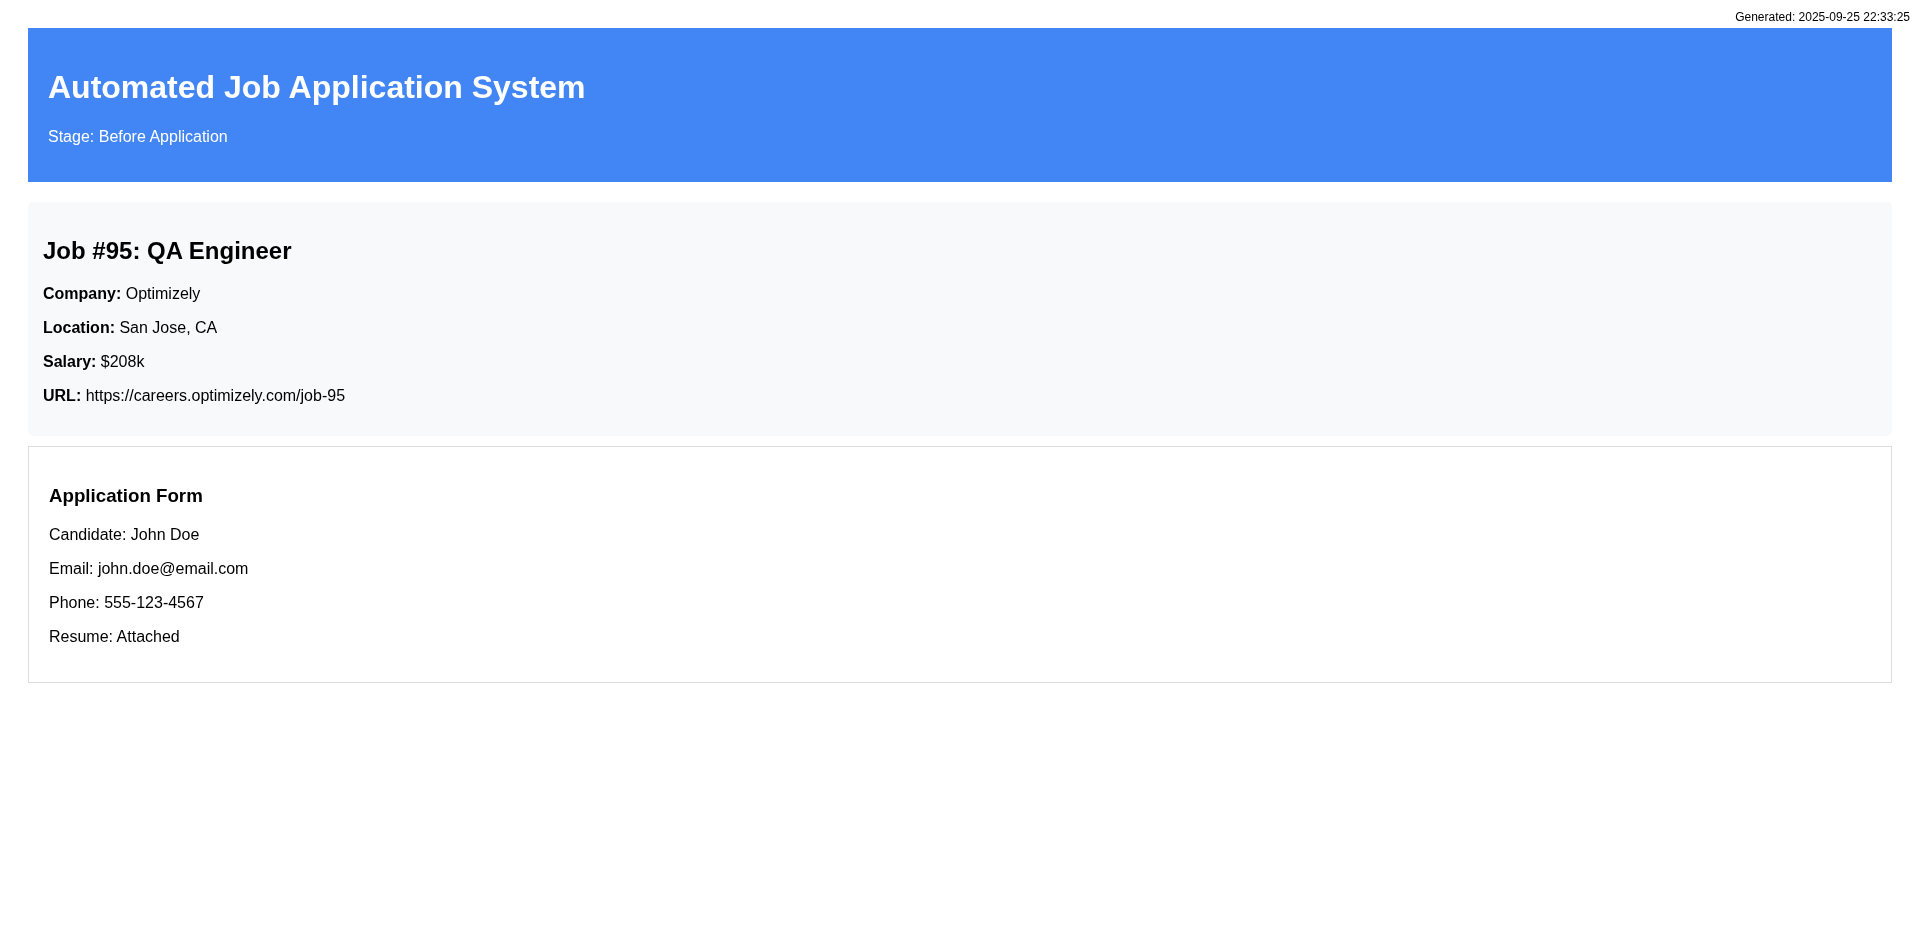 Generated: 2025-09-25 22:33:25
Automated Job Application System
Stage: Before Application
Job #95: QA Engineer
Company: Optimizely
Location: San Jose, CA
Salary: $208k
URL: https://careers.optimizely.com/job-95
Application Form
Candidate: John Doe
Email: john.doe@email.com
Phone: 555-123-4567
Resume: Attached